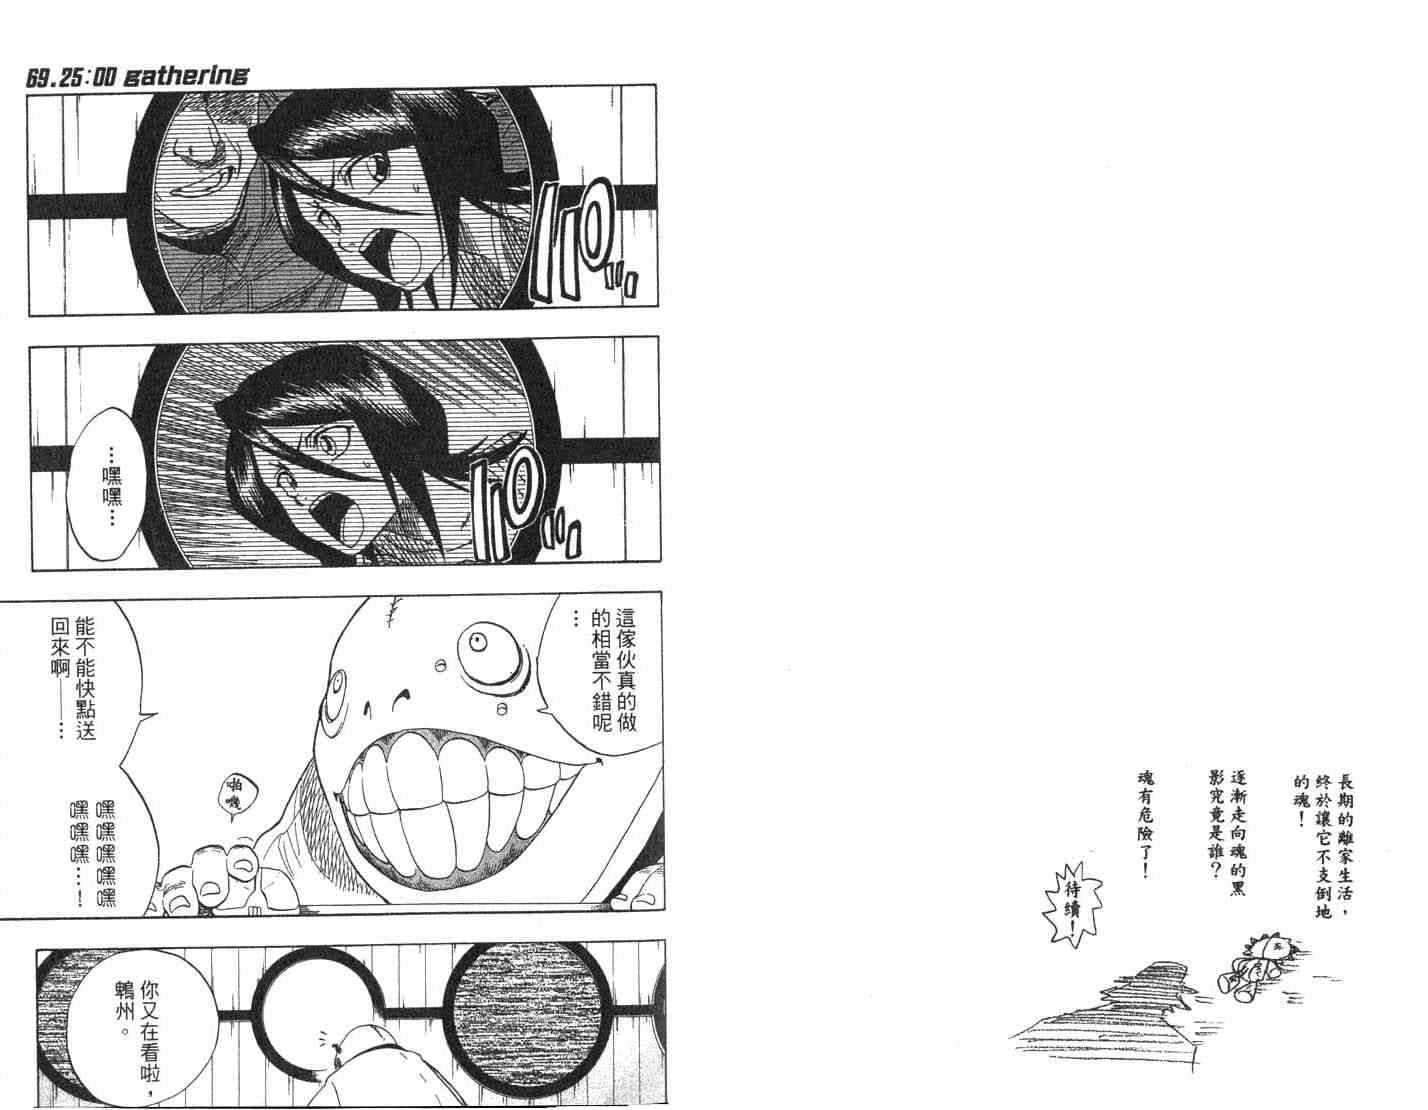 長期的離家生活，
終於讓它不支倒地
的魂！
逐漸走向魂的黑
影究竟是誰？
魂有危險了！
待續！
69.25:00 gathering
…嘿嘿…
這傢伙真的做
的相當不錯呢
…
能不能快點送
回來啊——…
啪
嘰
嘿嘿嘿嘿嘿
嘿嘿嘿…！
你又在看啦，
鵯州。